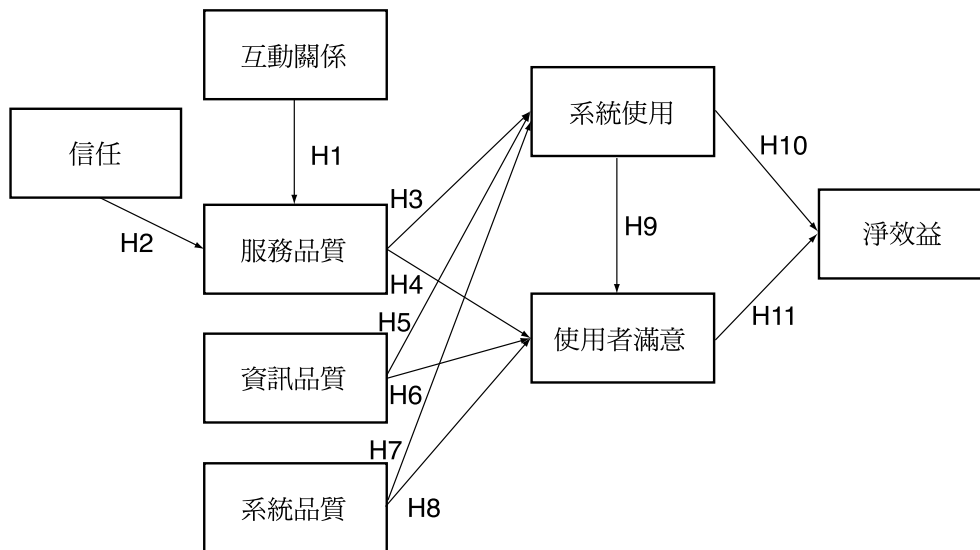 互動關係
信任
H1
H2
服務品質
H3
H4
H5
資訊品質
H6
H7
系統品質
H8
系統使用
H9
使用者滿意
H10
H11
淨效益